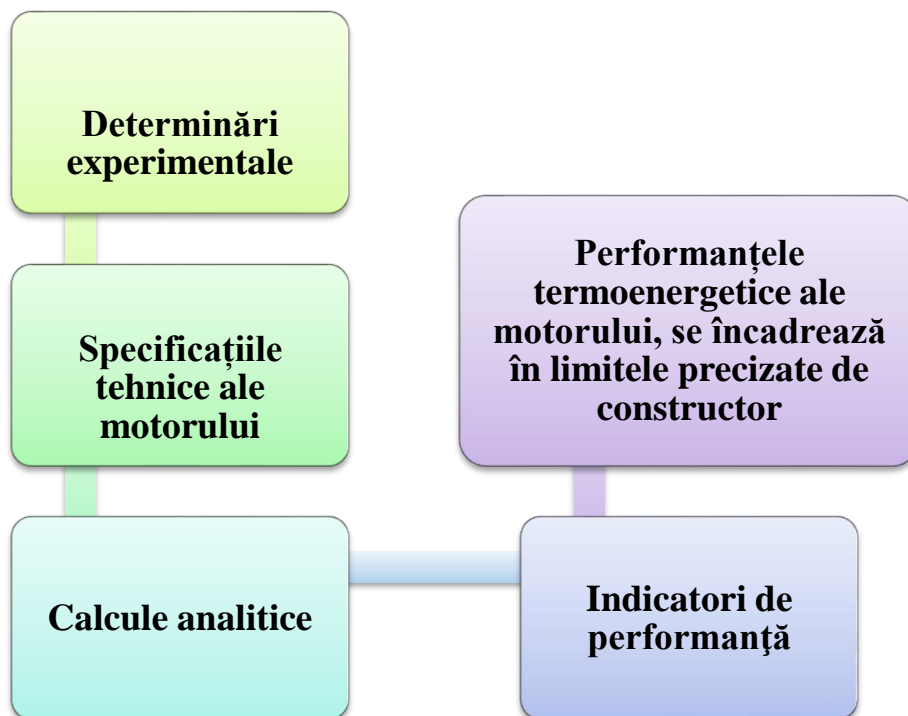 Determinări
experimentale
Specificațiile
tehnice ale
motorului
Calcule analitice
Indicatori de
performanţă
Performanțele
termoenergetice ale
motorului, se încadrează
în limitele precizate de
constructor